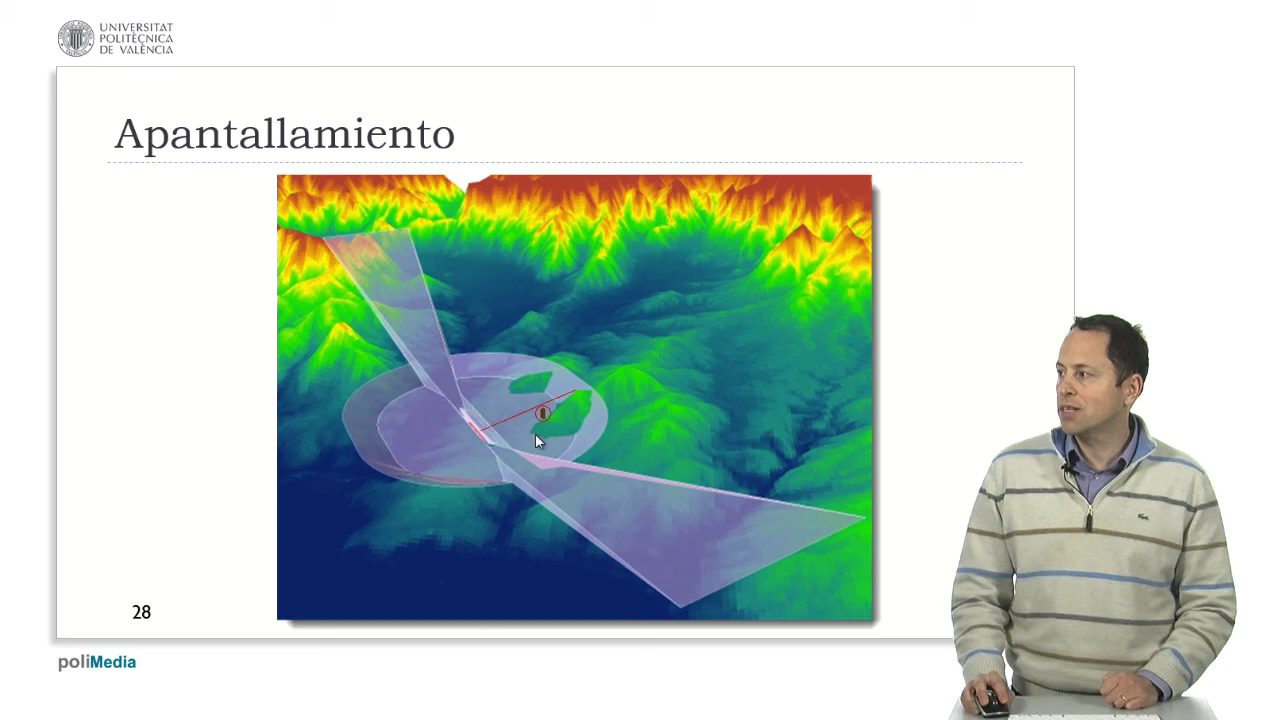 UNIVERSITAT
POLITÈCNICA
DE VALÈNCIA
Apantallamiento
28
poliMedia